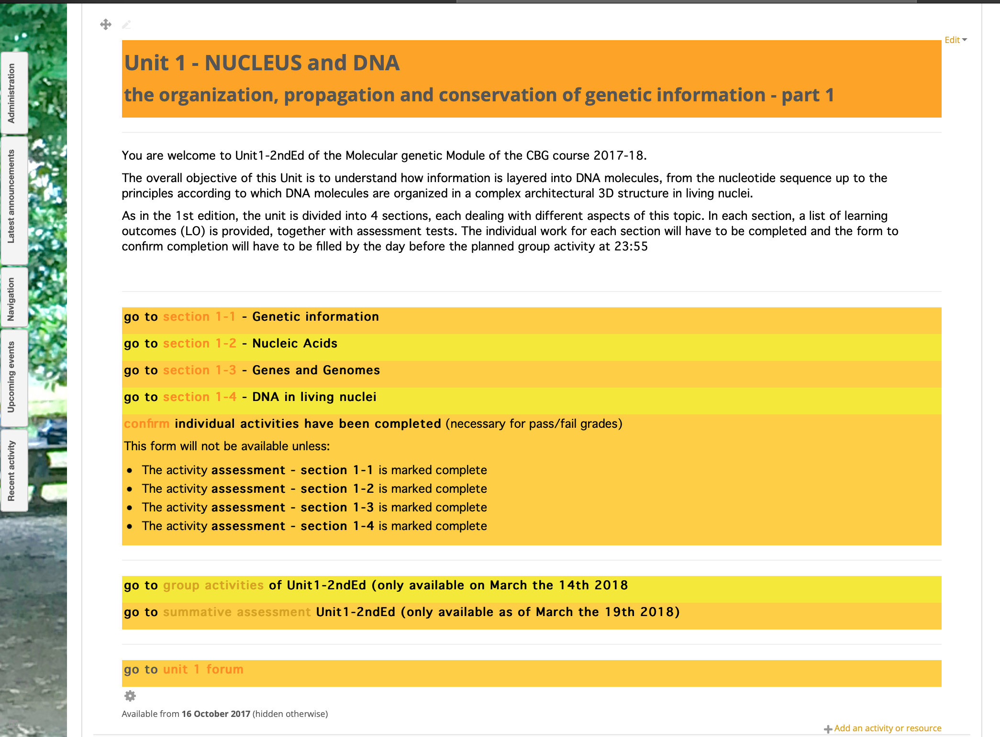 Edit
Unit 1 - NUCLEUS and DNA
the organization, propagation and conservation of genetic information - part 1
Administration
Latest announcements
Navigation
Upcoming events
Recent activity
You are welcome to Unit1-2ndEd of the Molecular genetic Module of the CBG course 2017-18.
The overall objective of this Unit is to understand how information is layered into DNA molecules, from the nucleotide sequence up to the
principles according to which DNA molecules are organized in a complex architectural 3D structure in living nuclei.
As in the 1st edition, the unit is divided into 4 sections, each dealing with different aspects of this topic. In each section, a list of learning
outcomes (LO) is provided, together with assessment tests. The individual work for each section will have to be completed and the form to
confirm completion will have to be filled by the day before the planned group activity at 23:55
go to section 1-1 - Genetic information
go to section 1-2 - Nucleic Acids
go to section 1-3 - Genes and Genomes
go to section 1-4 - DNA in living nuclei
confirm individual activities have been completed (necessary for pass/fail grades)
This form will not be available unless:
• The activity assessment - section 1-1 is marked complete
• The activity assessment - section 1-2 is marked complete
• The activity assessment - section 1-3 is marked complete
• The activity assessment - section 1-4 is marked complete
go to group activities of Unit1-2ndEd (only available on March the 14th 2018
go to summative assessment Unit1-2ndEd (only available as of March the 19th 2018)
go to unit 1 forum
Available from 16 October 2017 (hidden otherwise)
Add an activity or resource